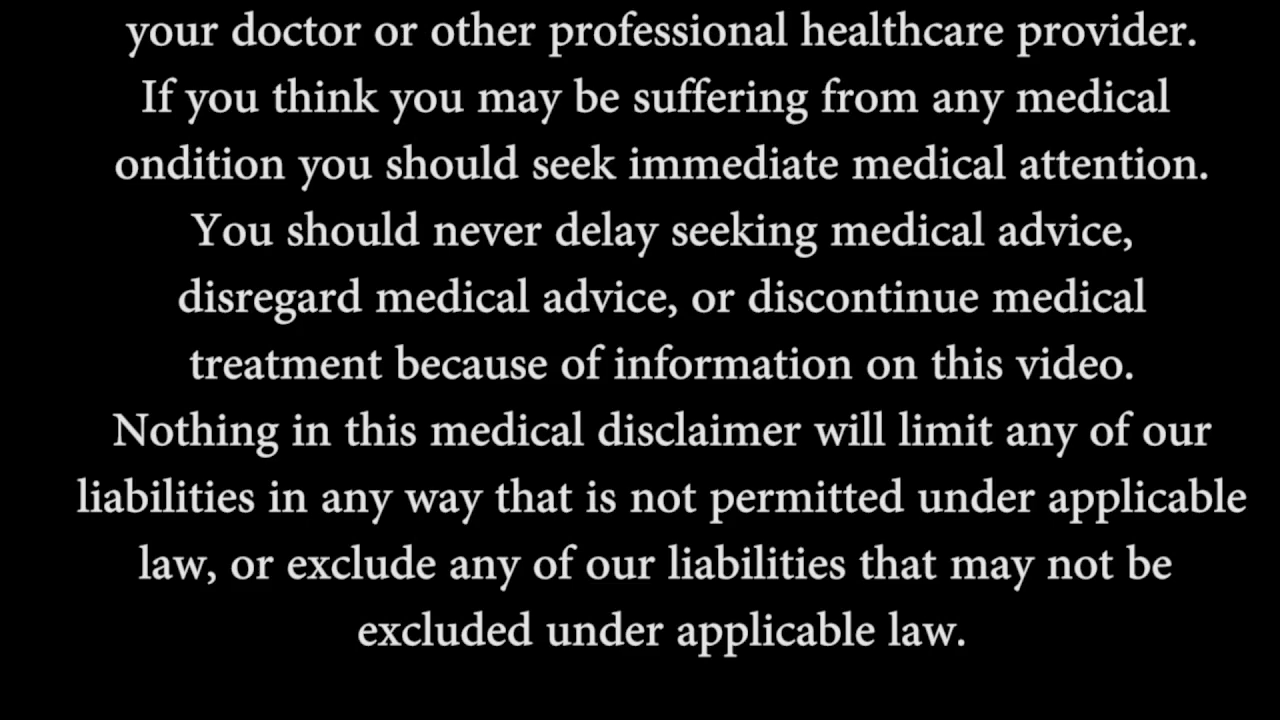 your doctor or other professional healthcare provider.
If you think you may be suffering from any medical
ondition you should seek immediate medical attention.
You should never delay seeking medical advice,
disregard medical advice, or discontinue medical
treatment because of information on this video.
Nothing in this medical disclaimer will limit any of our
liabilities in any way that is not permitted under applicable
law, or exclude any of our liabilities that may not be
excluded under applicable law.